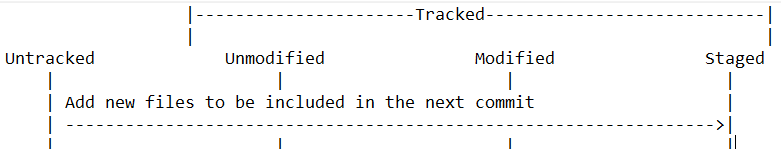 |----------------------Tracked----------------------------|
Untracked Unmodified Modified Staged
Add new files to be included in the next commit